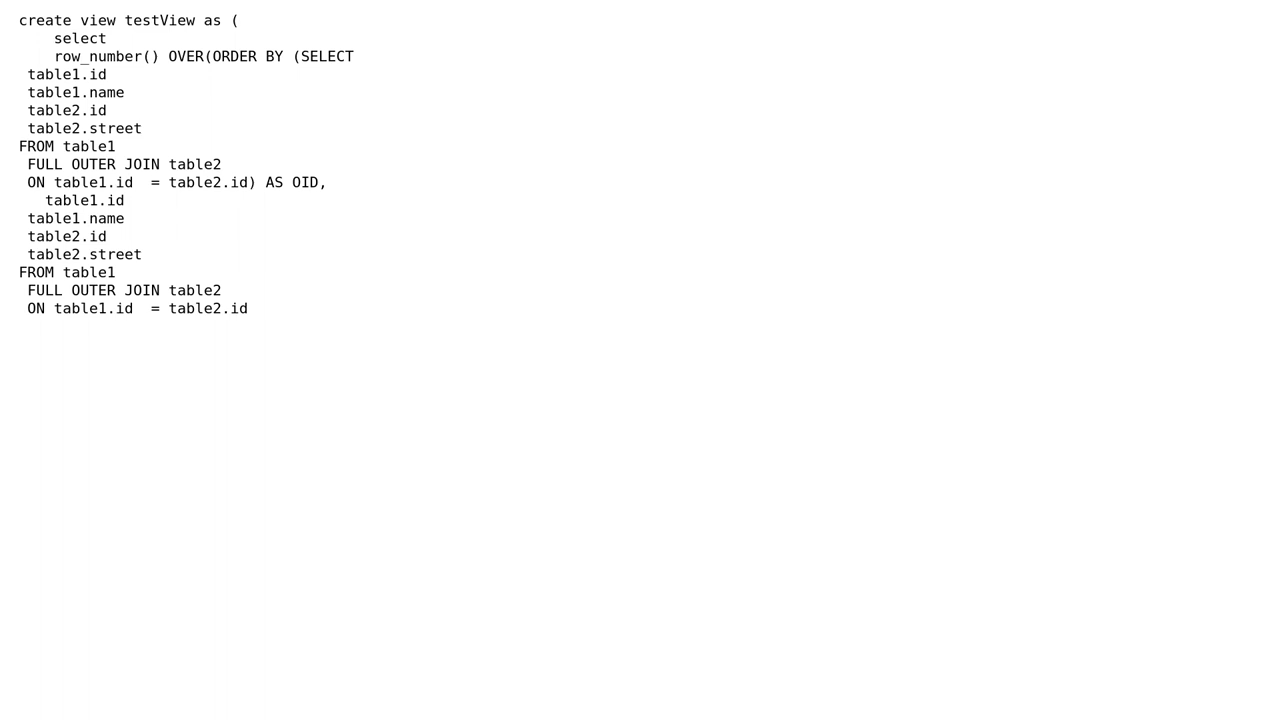 create view testView as (
    select
    row_number() OVER(ORDER BY (SELECT
 table1.id
 table1.name
 table2.id
 table2.street
FROM table1
 FULL OUTER JOIN table2
 ON table1.id  = table2.id) AS OID,
   table1.id
 table1.name
 table2.id
 table2.street
FROM table1
 FULL OUTER JOIN table2
 ON table1.id  = table2.id